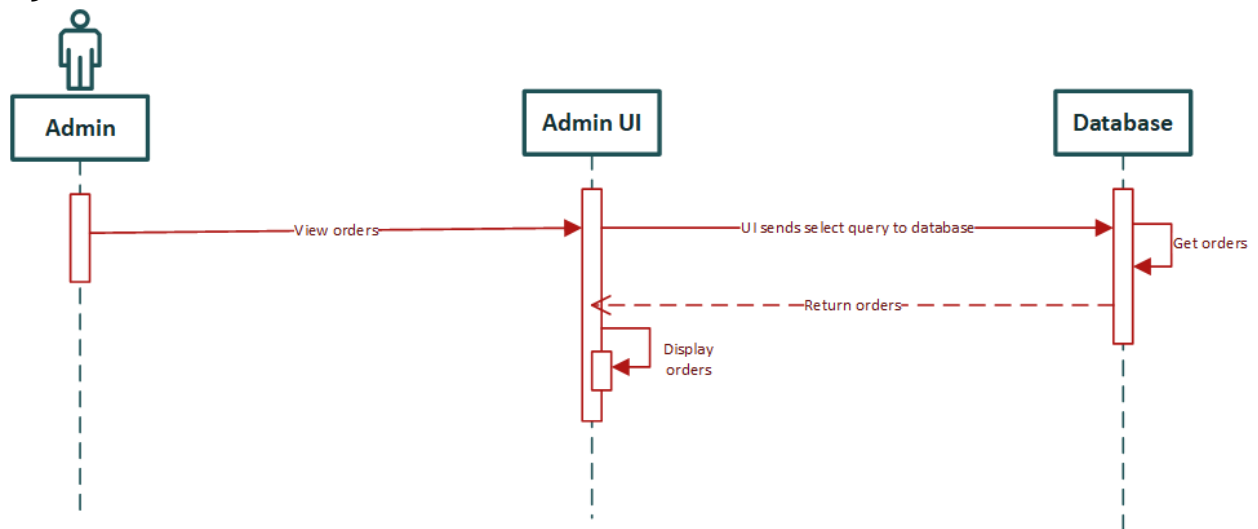 Admin
Admin UI
Database
View orders
UI sends select query to database
Get orders
Return orders
Display
orders